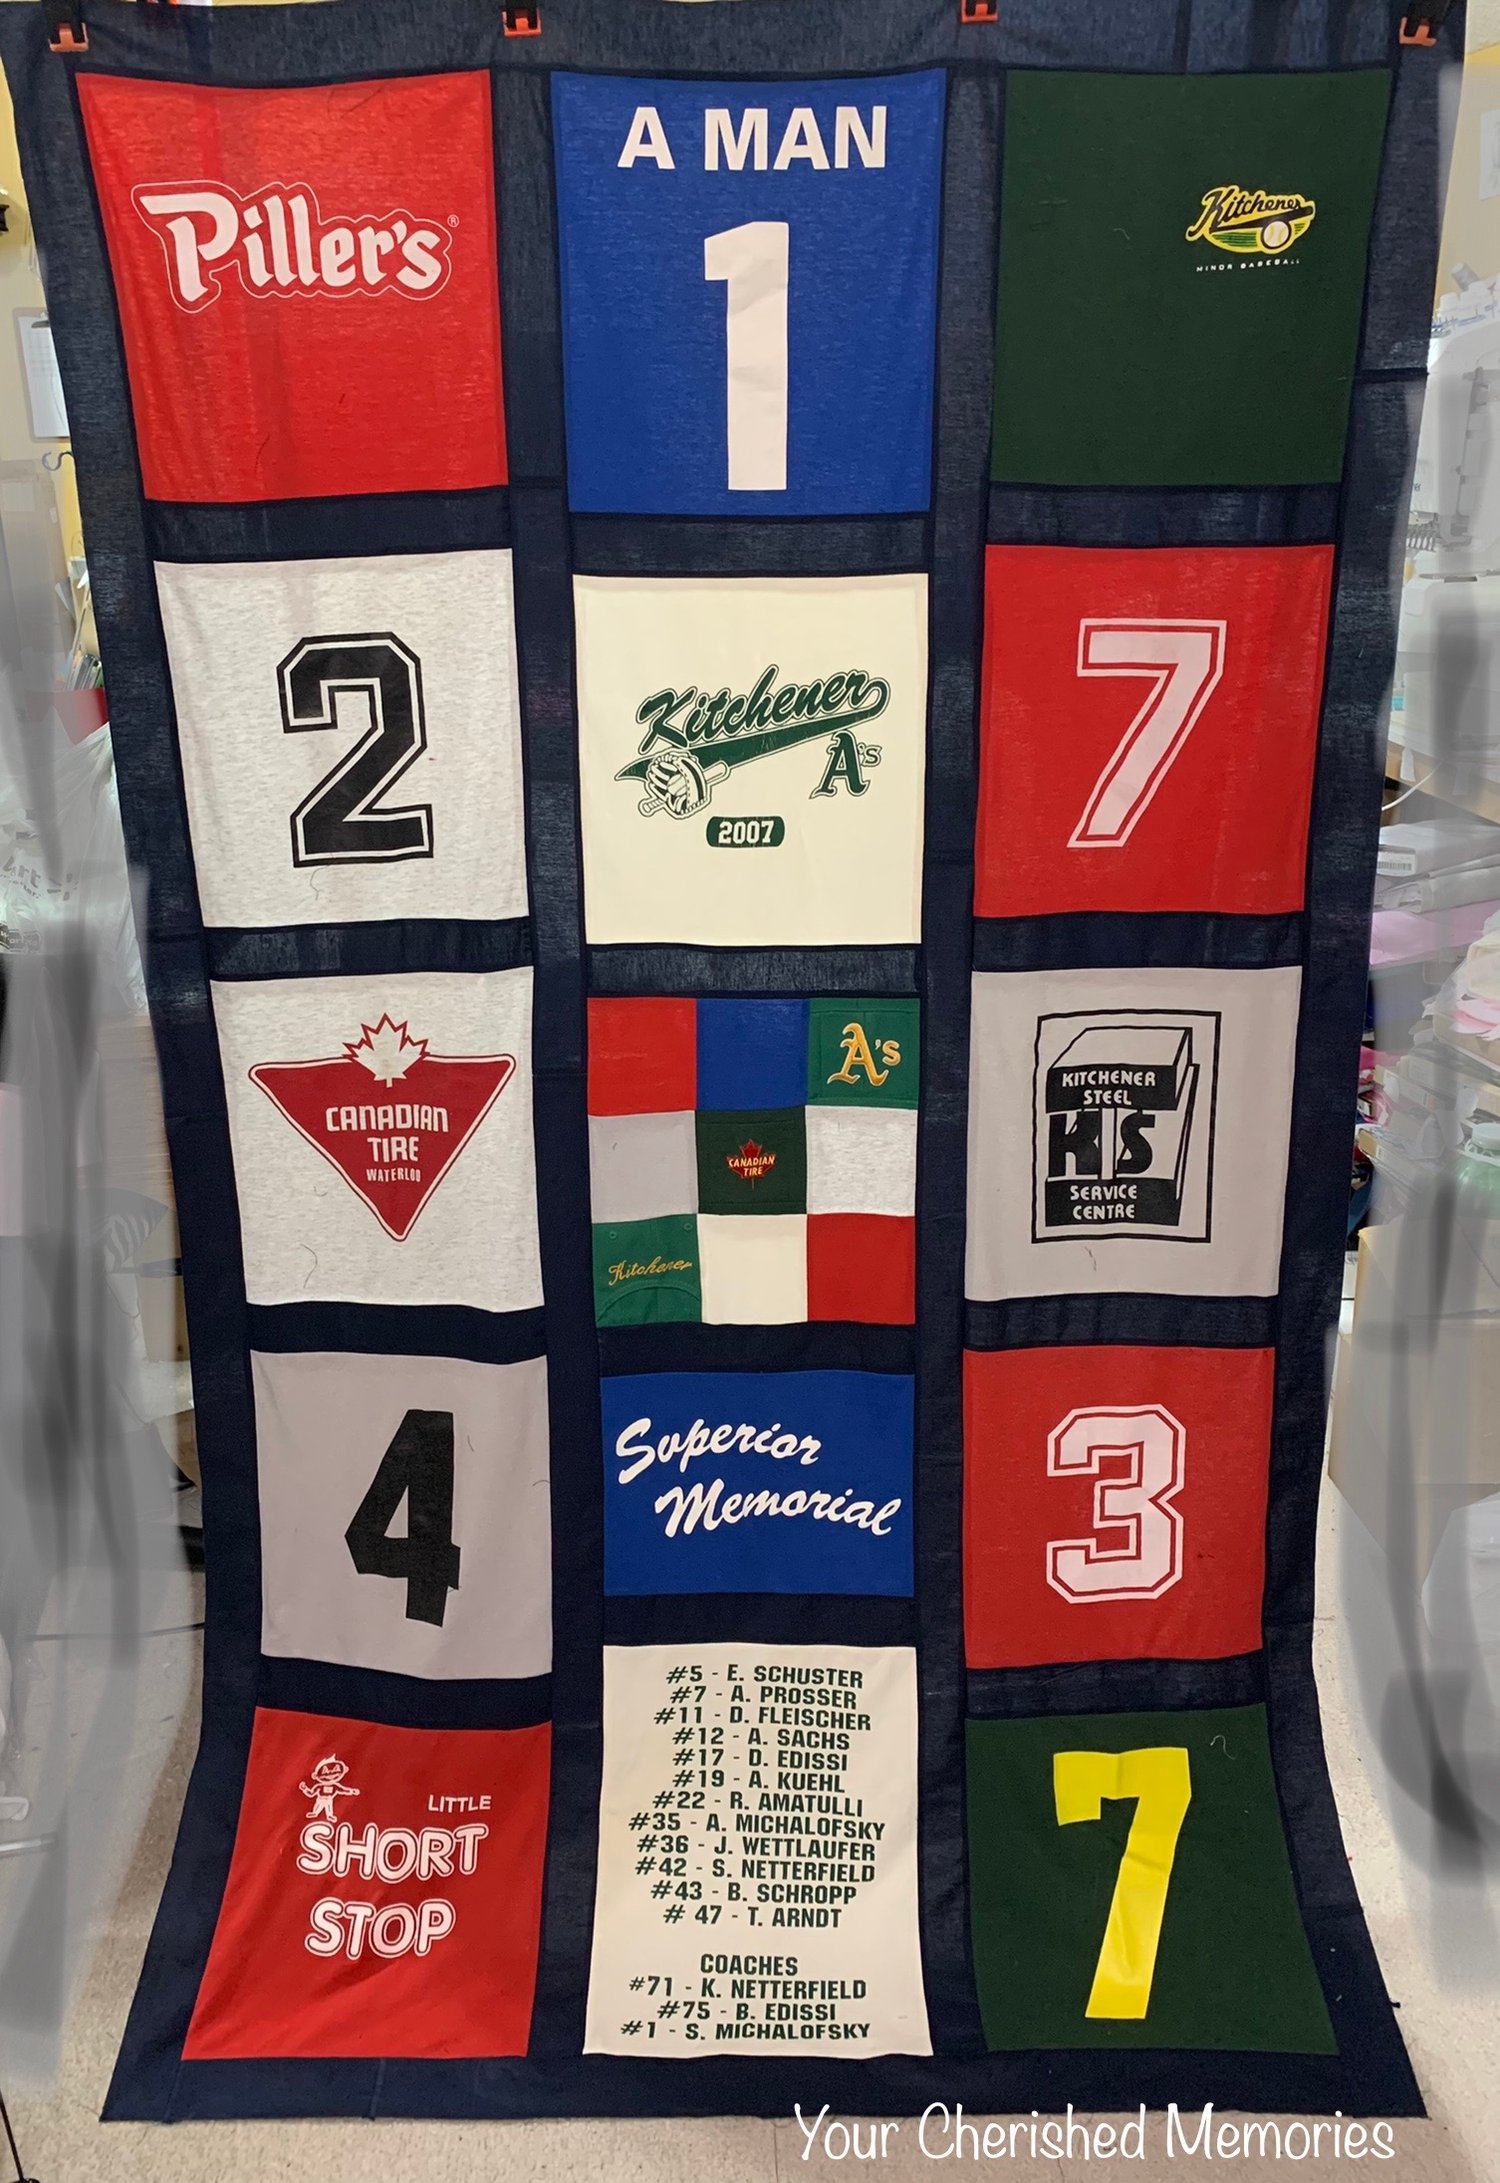 Piller's®
A MAN
1
Kitchener
MINOR BASEBALL
2
Kitchener
A's
2007
7
CANADIAN
TIRE
WATERLOO
A's
CANADIAN
TIRE
Kitchener
KITCHENER
STEEL
KS
SERVICE
CENTRE
4
Superior
Memorial
3
LITTLE
SHORT
STOP
#5 - E. SCHUSTER
#7 - A. PROSSER
#11 - D. FLEISCHER
#12 - A. SACHS
#17 - D. EDISSI
#19 - A. KUEHL
#22 - R. AMATULLI
#35 - A. MICHALOFSKY
#36 - J. WETTLAUFER
#42 - S. NETTERFIELD
#43 - B. SCHROPP
# 47 - T. ARNDT
COACHES
#71 - K. NETTERFIELD
#75 - B. EDISSI
#1 - S. MICHALOFSKY
7
Your Cherished Memories